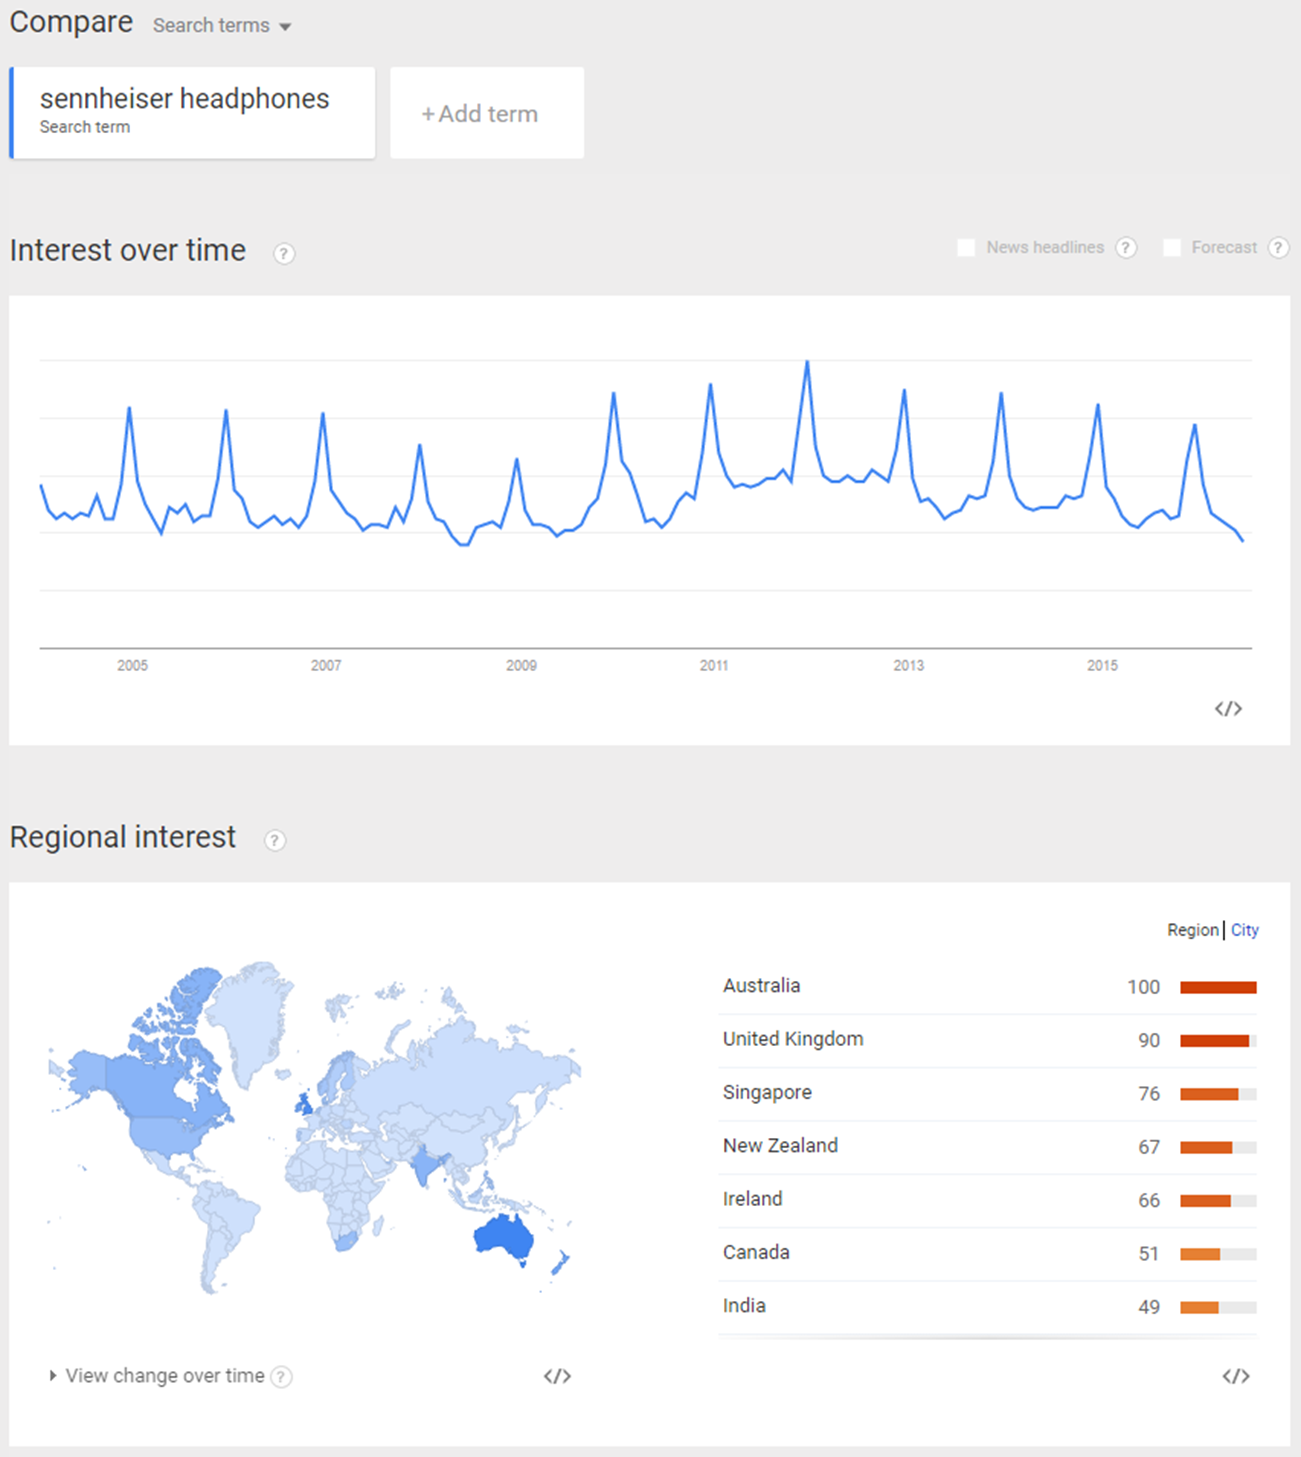 Compare Search terms
sennheiser headphones
Search term
+Add term
Interest over time ?
News headlines ? Forecast ?
2005 2007 2009 2011 2013 2015
</>
Regional interest ?
Region | City
Australia 100
United Kingdom 90
Singapore 76
New Zealand 67
Ireland 66
Canada 51
India 49
View change over time ? </> </>